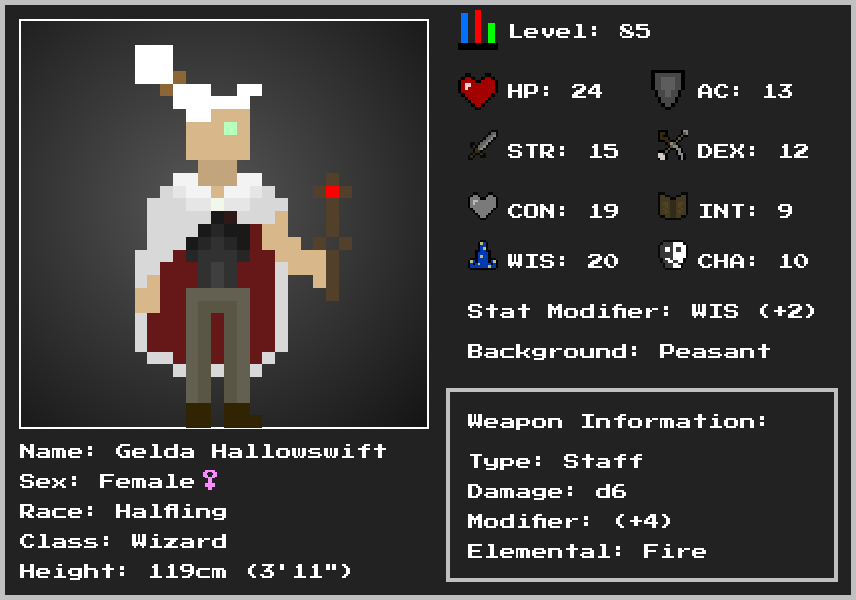 Level: 85
HP: 24 AC: 13
STR: 15 DEX: 12
CON: 19 INT: 9
WIS: 20 CHA: 10
Stat Modifier: WIS (+2)
Background: Peasant
Weapon Information:
Type: Staff
Damage: d6
Modifier: (+4)
Elemental: Fire
Name: Gelda Hallowswift
Sex: Female♀
Race: Halfling
Class: Wizard
Height: 119cm (3'11")